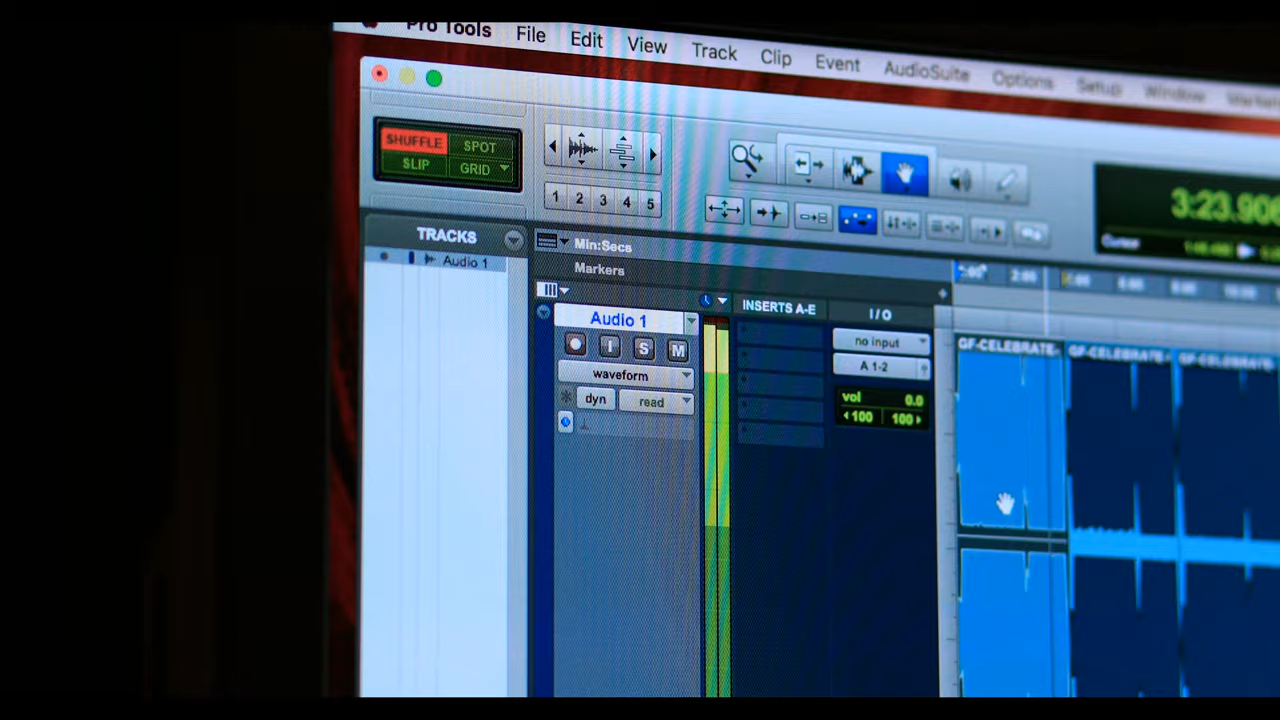 Pro Tools File Edit View Track Clip Event AudioSuite Options Setup Window
SHUFFLE SPOT
SLIP GRID
1 2 3 4 5
3:23.906
Cursor
TRACKS
Audio 1
Min:Secs
Markers
INSERTS A-E I/O
Audio 1
I S M
no input
A 1-2
waveform
dyn read
vol 0.0
100 100
GF-CELEBRATE- GF-CELEBRATE- GF-CELEBRATE-